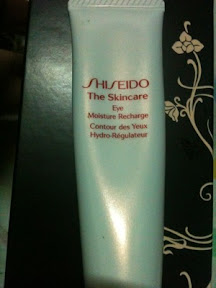 SHISEIDO
The Skincare
Eye
Moisture Recharge
Contour des Yeux
Hydro-Régulateur